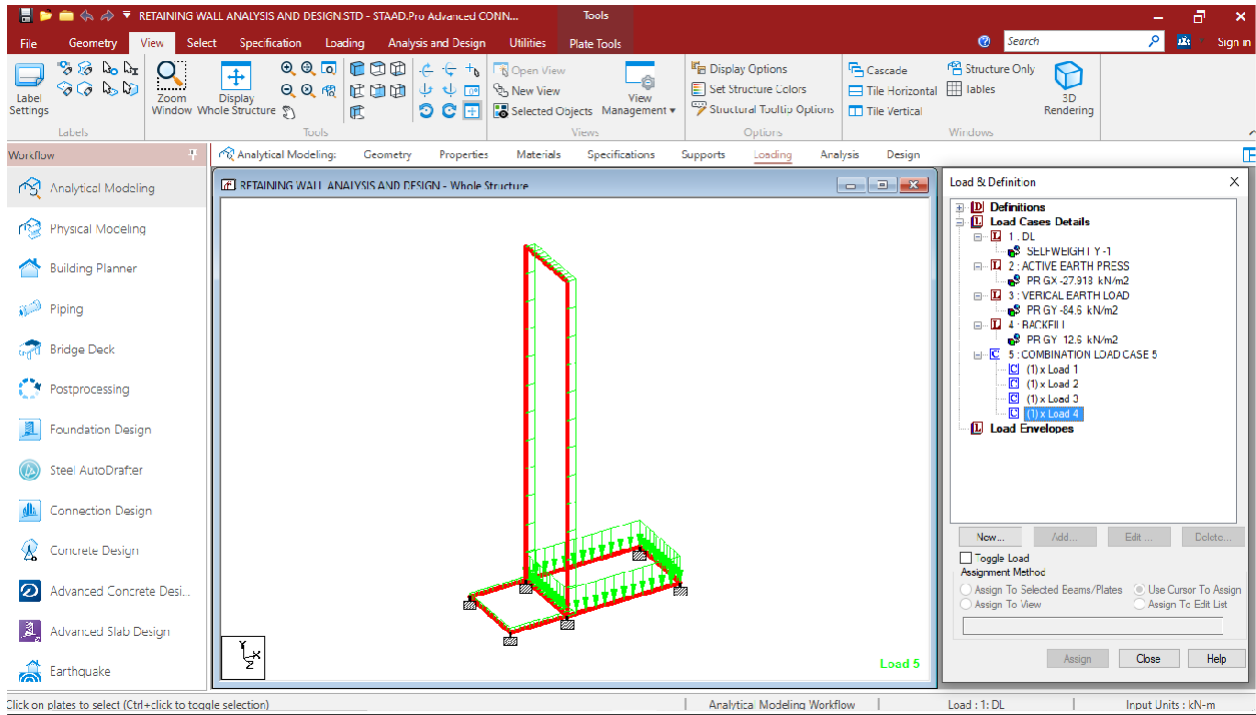 RETAINING WALL ANALYSIS AND DESIGN.STD - STAAD.Pro Advanced CONN... Tools
File Geometry View Select Specification Loading Analysis and Design Utilities Plate Tools Search Sign in
Label Settings
Zoom Window
Display Whole Structure
Open View
New View
Selected Objects
View Management
Display Options
Set Structure Colors
Structural Tooltip Options
Cascade
Tile Horizontal
Tile Vertical
Structure Only
Tables
3D Rendering
Labels Tools Views Options Windows
Workflow
Analytical Modeling: Geometry Properties Materials Specifications Supports Loading Analysis Design
Analytical Modeling
Physical Modeling
Building Planner
Piping
Bridge Deck
Postprocessing
Foundation Design
Steel AutoDrafter
Connection Design
Concrete Design
Advanced Concrete Desi...
Advanced Slab Design
Earthquake
RETAINING WALL ANALYSIS AND DESIGN - Whole Structure
Y
X
Z
Load 5
Load & Definition
Definitions
Load Cases Details
1 : DL
SELFWEIGHT Y -1
2 : ACTIVE EARTH PRESS
PR GX -27.918 kN/m2
3 : VERICAL EARTH LOAD
PR GY -84.6 kN/m2
4 : BACKFILL
PR GY 12.6 kN/m2
5 : COMBINATION LOAD CASE 5
(1) x Load 1
(1) x Load 2
(1) x Load 3
(1) x Load 4
Load Envelopes
New... Add... Edit ... Delete...
Toggle Load
Assignment Method
Assign To Selected Beams/Plates Use Cursor To Assign
Assign To View Assign To Edit List
Assign Close Help
Click on plates to select (Ctrl+click to toggle selection) Analytical Modeling Workflow Load : 1: DL Input Units : kN-m